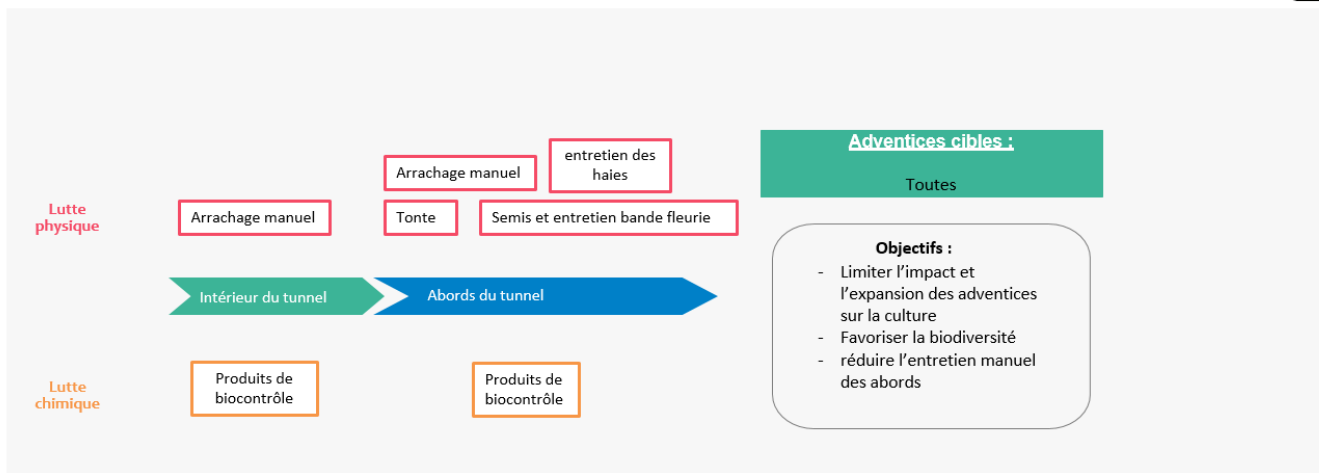 Lutte
physique
Arrachage manuel
Arrachage manuel
entretien des
haies
Tonte
Semis et entretien bande fleurie
Intérieur du tunnel
Abords du tunnel
Lutte
chimique
Produits de
biocontrôle
Produits de
biocontrôle
Adventices cibles :
Toutes
Objectifs :
- Limiter l’impact et
l’expansion des adventices
sur la culture
- Favoriser la biodiversité
- réduire l’entretien manuel
des abords